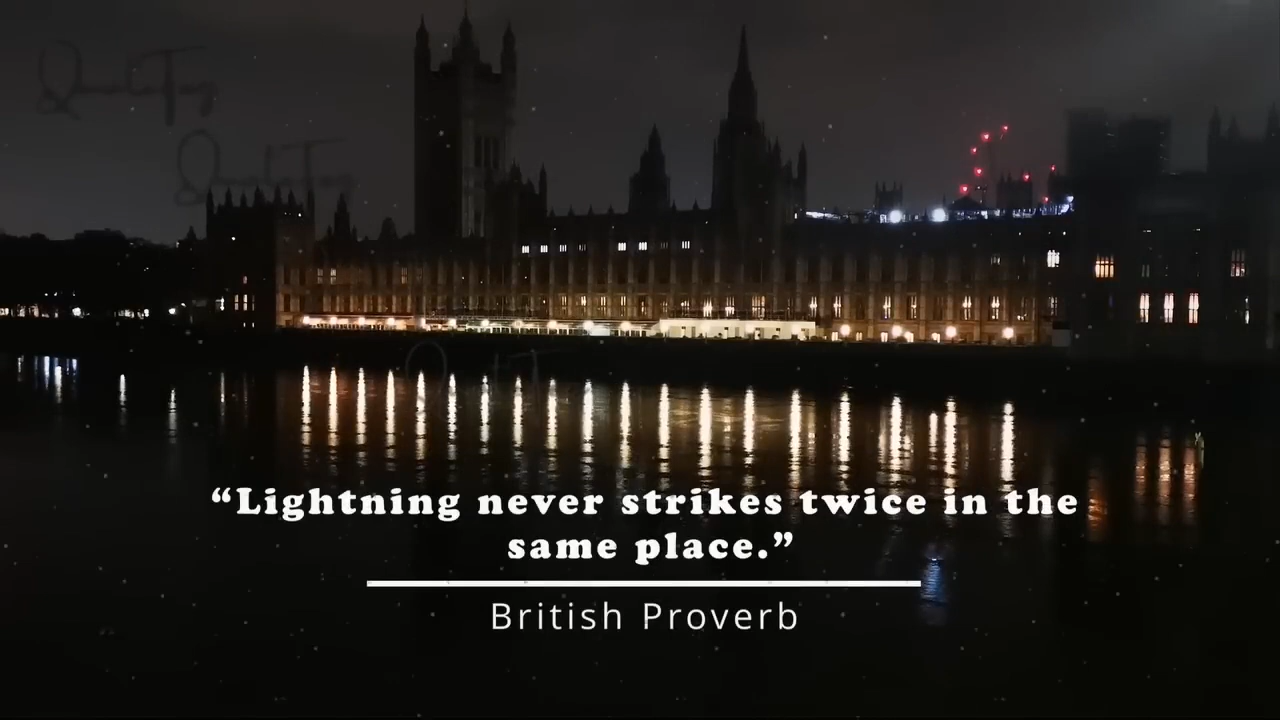 “Lightning never strikes twice in the
same place.”
British Proverb